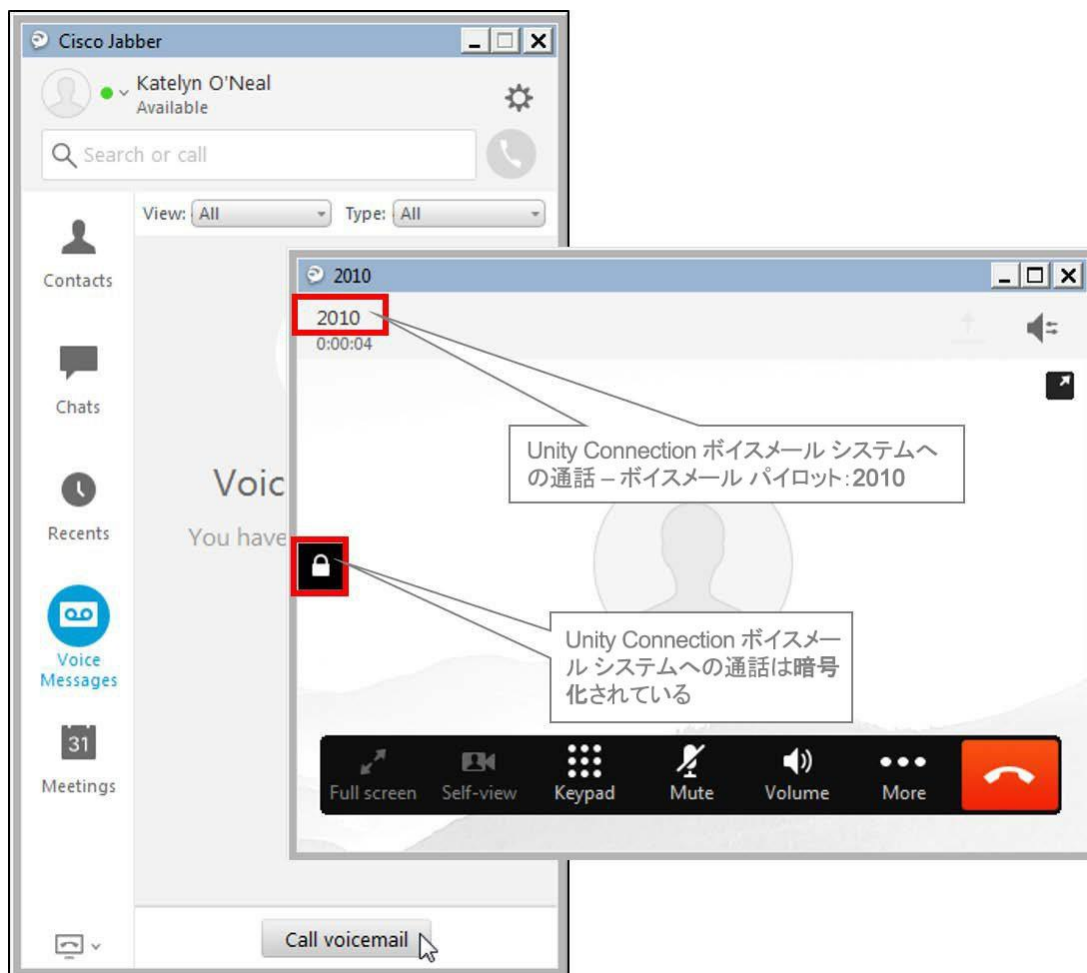 Cisco Jabber
Katelyn O'Neal
Available
Search or call
View: All Type: All
Contacts
Chats
Recents
Voice
Messages
31
Meetings
Voic
You have
Call voicemail
2010
2010
0:00:04
Unity Connection ボイスメール システムへ
の通話 – ボイスメール パイロット：2010
Unity Connection ボイスメー
ル システムへの通話は暗号
化されている
Full screen Self-view Keypad Mute Volume More